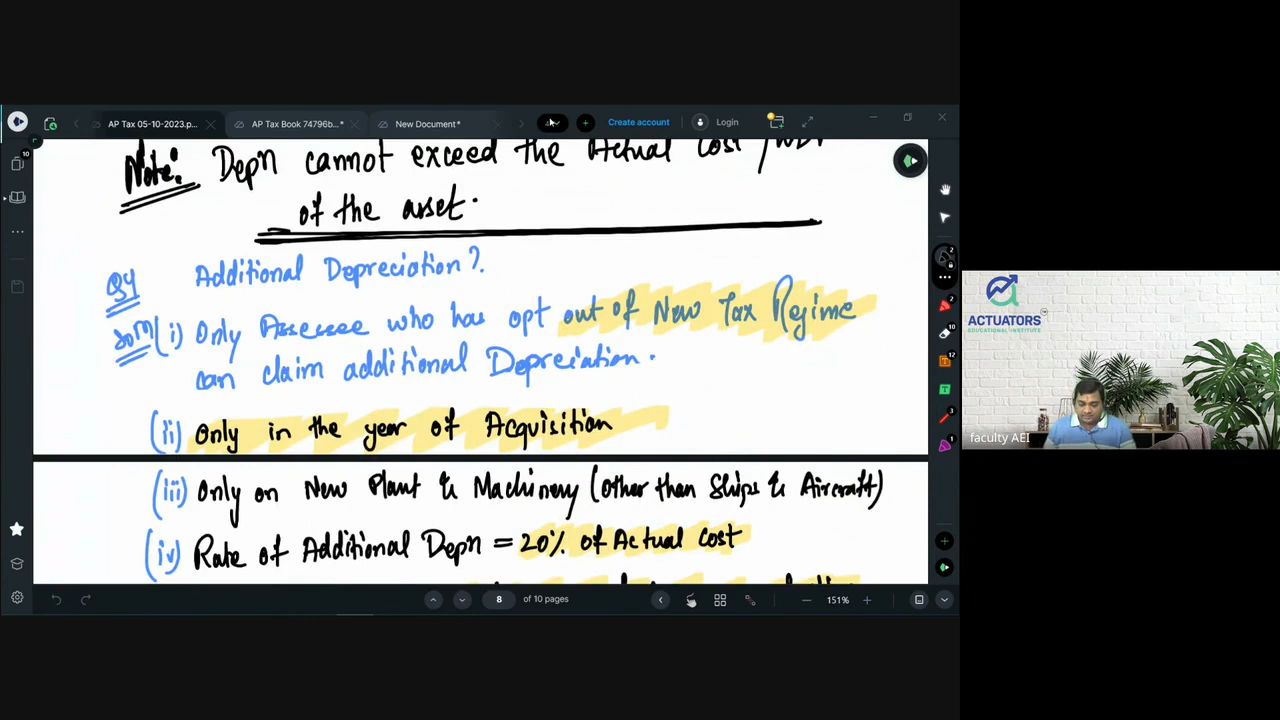 AP Tax 05-10-2023.p...
AP Tax Book 74796b...*
New Document*
Create account
Login
Note: Depn cannot exceed the Actual Cost /WDV
of the asset.
Q4 Additional Depreciation?
Soln (i) Only Assessee who has opt out of New Tax Regime
can claim additional Depreciation.
(ii) Only in the year of Acquisition
(iii) Only on New Plant & Machinery (other than Ships & Aircraft)
(iv) Rate of Additional Depn = 20% of Actual Cost
8 of 10 pages
151%
ACTUATORS
EDUCATIONAL INSTITUTE
faculty AEI